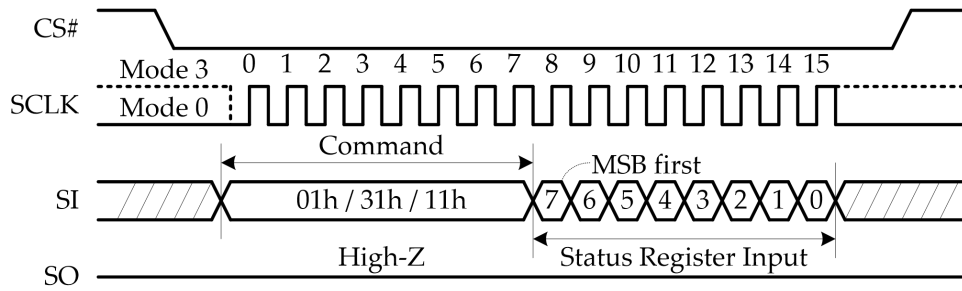 CS#
Mode 3
0 1 2 3 4 5 6 7 8 9 10 11 12 13 14 15
SCLK
Mode 0
Command
MSB first
SI
01h / 31h / 11h
7 6 5 4 3 2 1 0
High-Z
Status Register Input
SO